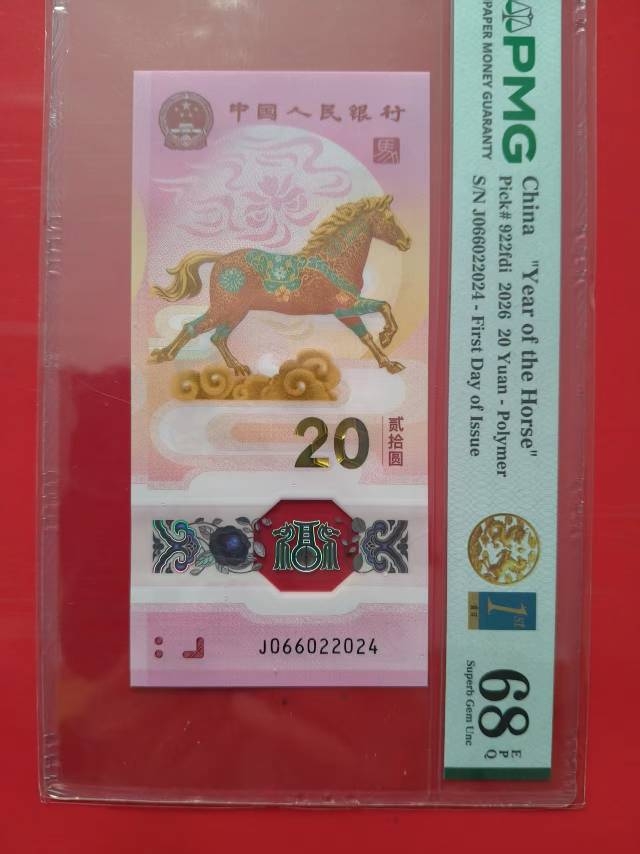 中国人民银行
馬
20
贰拾圆
J066022024
PMG
PAPER MONEY GUARANTY
China "Year of the Horse"
Pick# 922fdi 2026 20 Yuan - Polymer
S/N J066022024 - First Day of Issue
1st
68 EPQ
Superb Gem Unc